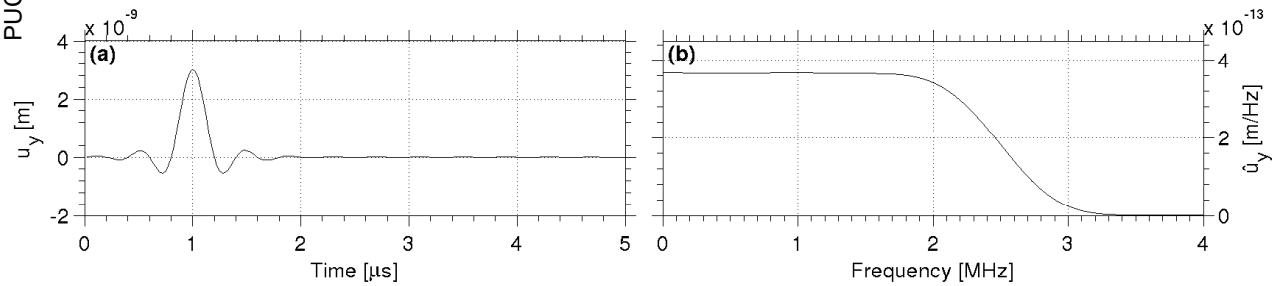 PUC
x 10^-9
(a)
4
2
0
-2
u_y [m]
0 1 2 3 4 5
Time [μs]
x 10^-13
(b)
4
2
0
û_y [m/Hz]
0 1 2 3 4
Frequency [MHz]